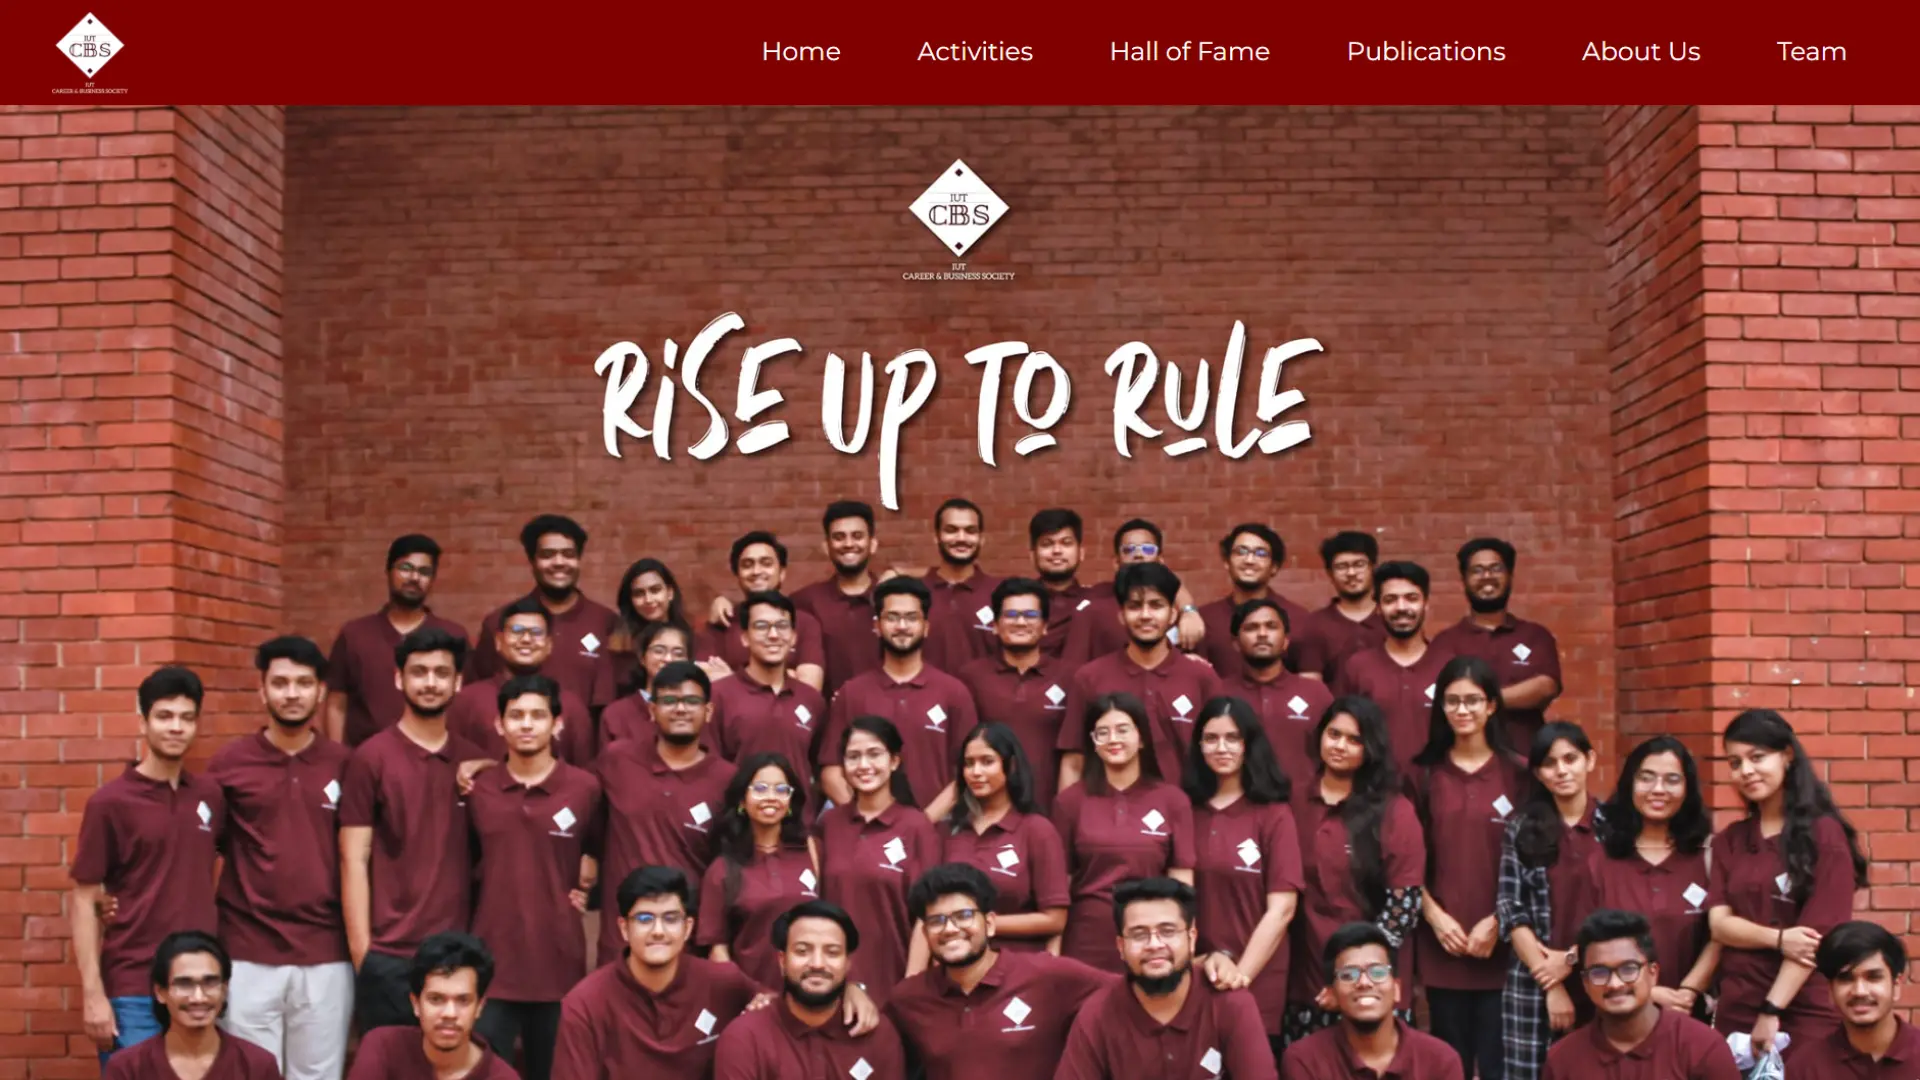 IUT
CBS
IUT
CAREER & BUSINESS SOCIETY
Home
Activities
Hall of Fame
Publications
About Us
Team
IUT
CBS
IUT
CAREER & BUSINESS SOCIETY
RISE UP TO RULE